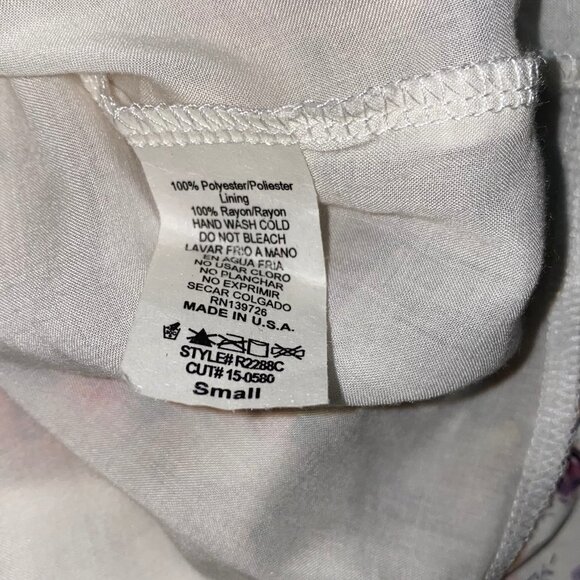 100% Polyester/Poliester
Lining
100% Rayon/Rayon
HAND WASH COLD
DO NOT BLEACH
LAVAR FRIO A MANO
EN AGUA FRIA
NO USAR CLORO
NO PLANCHAR
NO EXPRIMIR
SECAR COLGADO
RN139726
MADE IN U.S.A.
STYLE# R2288C
CUT# 15-0580
Small